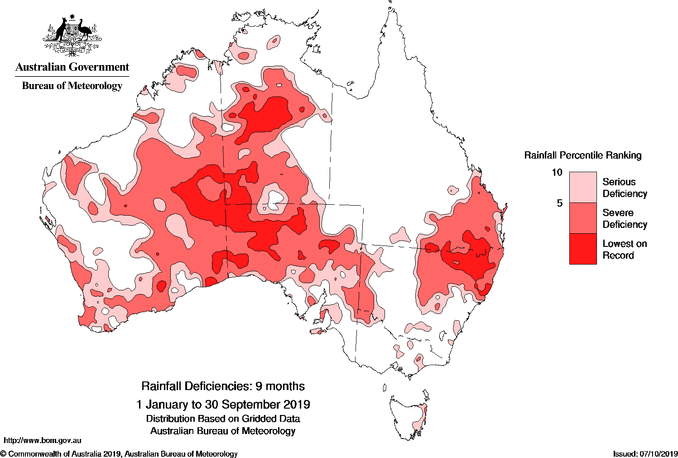 Australian Government
Bureau of Meteorology
Rainfall Percentile Ranking
10
Serious
Deficiency
5
Severe
Deficiency
Lowest on
Record
Rainfall Deficiencies: 9 months
1 January to 30 September 2019
Distribution Based on Gridded Data
Australian Bureau of Meteorology
http://www.bom.gov.au
© Commonwealth of Australia 2019, Australian Bureau of Meteorology
Issued: 07/10/2019